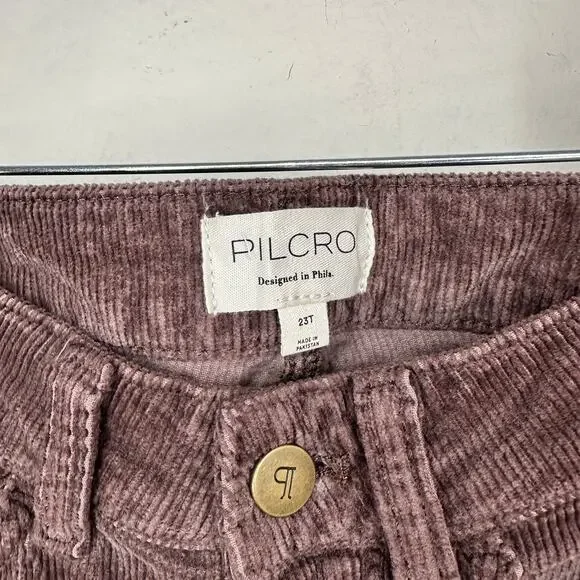 PILCRO
Designed in Phila.
23T
MADE IN
PAKISTAN
¶